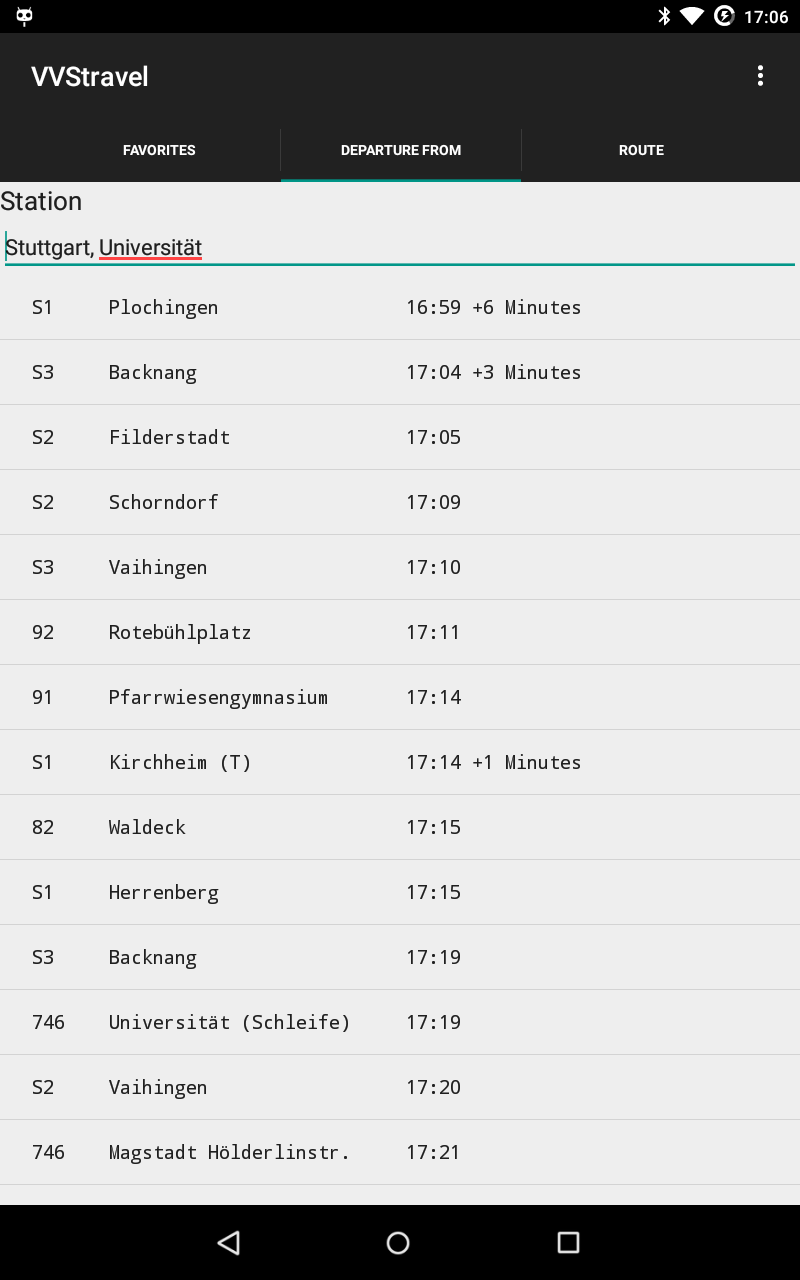 17:06
VVStravel
FAVORITES
DEPARTURE FROM
ROUTE
Station
Stuttgart, Universität
S1 Plochingen 16:59 +6 Minutes
S3 Backnang 17:04 +3 Minutes
S2 Filderstadt 17:05
S2 Schorndorf 17:09
S3 Vaihingen 17:10
92 Rotebühlplatz 17:11
91 Pfarrwiesengymnasium 17:14
S1 Kirchheim (T) 17:14 +1 Minutes
82 Waldeck 17:15
S1 Herrenberg 17:15
S3 Backnang 17:19
746 Universität (Schleife) 17:19
S2 Vaihingen 17:20
746 Magstadt Hölderlinstr. 17:21